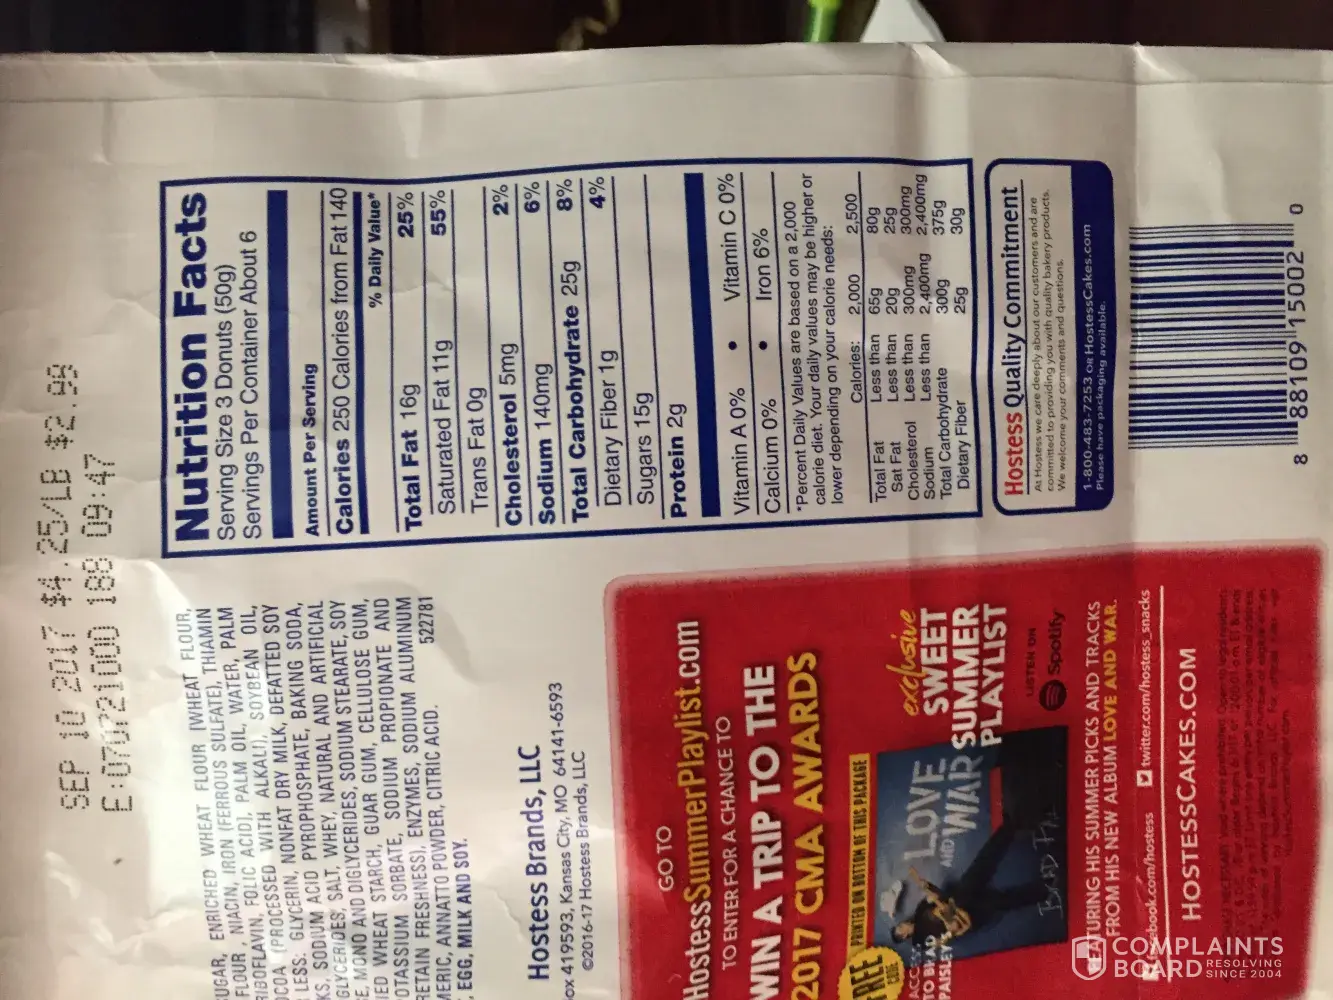 SEP 10 2017 $4.25/LB $2.99
E:070721000 188 09:47
UGAR, ENRICHED WHEAT FLOUR [WHEAT FLOUR,
FLOUR, NIACIN, IRON (FERROUS SULFATE), THIAMIN
RIBOFLAVIN, FOLIC ACID], PALM OIL, WATER, PALM
OCOA (PROCESSED WITH ALKALI), SOYBEAN OIL,
LESS: GLYCERIN, NONFAT DRY MILK, DEFATTED SOY
KS, SODIUM ACID PYROPHOSPHATE, BAKING SODA,
GLYCERIDES, SALT, WHEY, NATURAL AND ARTIFICIAL
E, MONO AND DIGLYCERIDES, SODIUM STEARATE, SOY
IED WHEAT STARCH, GUAR GUM, CELLULOSE GUM,
OTASSIUM SORBATE, SODIUM PROPIONATE AND
RETAIN FRESHNESS), ENZYMES, SODIUM ALUMINUM
MERIC, ANNATTO POWDER, CITRIC ACID. 522781
, EGG, MILK AND SOY.
Hostess Brands, LLC
ox 419593, Kansas City, MO 64141-6593
©2016-17 Hostess Brands, LLC
Nutrition Facts
Serving Size 3 Donuts (50g)
Servings Per Container About 6
Amount Per Serving
Calories 250 Calories from Fat 140
% Daily Value*
Total Fat 16g 25%
Saturated Fat 11g 55%
Trans Fat 0g
Cholesterol 5mg 2%
Sodium 140mg 6%
Total Carbohydrate 25g 8%
Dietary Fiber 1g 4%
Sugars 15g
Protein 2g
Vitamin A 0% • Vitamin C 0%
Calcium 0% • Iron 6%
*Percent Daily Values are based on a 2,000
calorie diet. Your daily values may be higher or
lower depending on your calorie needs:
Calories: 2,000 2,500
Total Fat Less than 65g 80g
Sat Fat Less than 20g 25g
Cholesterol Less than 300mg 300mg
Sodium Less than 2,400mg 2,400mg
Total Carbohydrate 300g 375g
Dietary Fiber 25g 30g
Hostess Quality Commitment
At Hostess we care deeply about our customers and are
committed to providing you with quality bakery products.
We welcome your comments and questions.
1-800-483-7253 OR HostessCakes.com
Please have packaging available.
8 88109 15002 0
GO TO
HostessSummerPlaylist.com
TO ENTER FOR A CHANCE TO
WIN A TRIP TO THE
2017 CMA AWARDS
FREE
CODE
PRINTED ON BOTTOM OF THIS PACKAGE
ACCESS
TO BRAD
PAISLEY'S
LOVE
AND
WAR
exclusive
SWEET
SUMMER
PLAYLIST
LISTEN ON
Spotify
FEATURING HIS SUMMER PICKS AND TRACKS
FROM HIS NEW ALBUM LOVE AND WAR.
facebook.com/hostess twitter.com/hostess_snacks
HOSTESSCAKES.COM
COMPLAINTS
BOARD RESOLVING
SINCE 2004